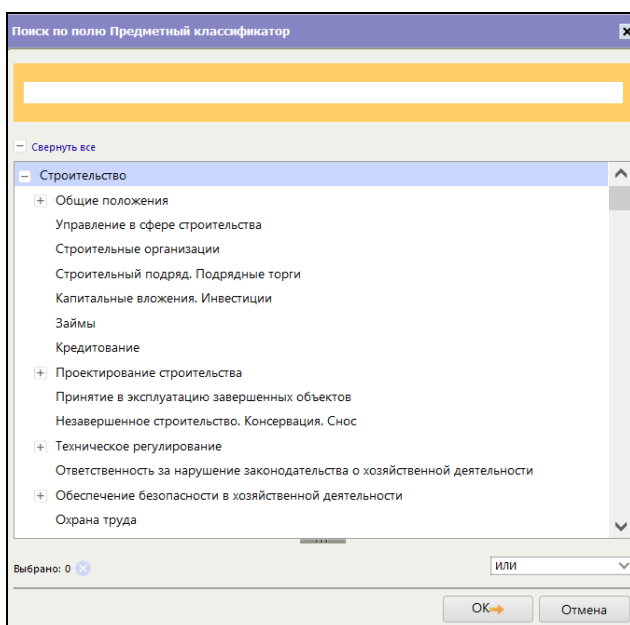 Поиск по полю Предметный классификатор
Свернуть все
Строительство
Общие положения
Управление в сфере строительства
Строительные организации
Строительный подряд. Подрядные торги
Капитальные вложения. Инвестиции
Займы
Кредитование
Проектирование строительства
Принятие в эксплуатацию завершенных объектов
Незавершенное строительство. Консервация. Снос
Техническое регулирование
Ответственность за нарушение законодательства о хозяйственной деятельности
Обеспечение безопасности в хозяйственной деятельности
Охрана труда
Выбрано: 0 ИЛИ
ОК Отмена